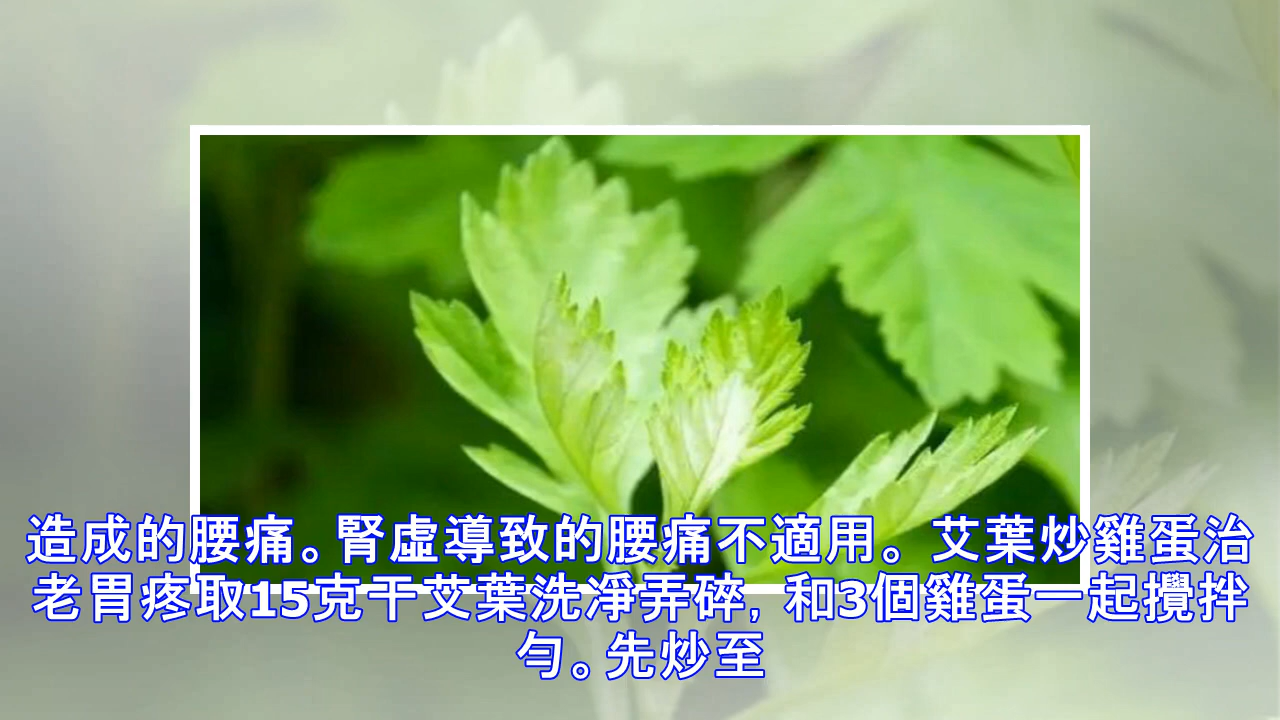 造成的腰痛。腎虛導致的腰痛不適用。 艾葉炒雞蛋治
老胃疼取15克干艾葉洗凈弄碎, 和3個雞蛋一起攪拌
勻。先炒至